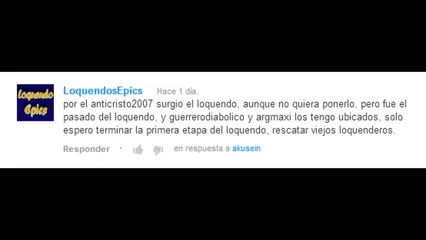 Loquendo
Epics
LoquendosEpics Hace 1 día.
por el anticristo2007 surgio el loquendo, aunque no quiera ponerlo, pero fue el
pasado del loquendo, y guerrerodiabolico y argmaxi los tengo ubicados, solo
espero terminar la primera etapa del loquendo, rescatar viejos loquenderos.
Responder · en respuesta a akusein